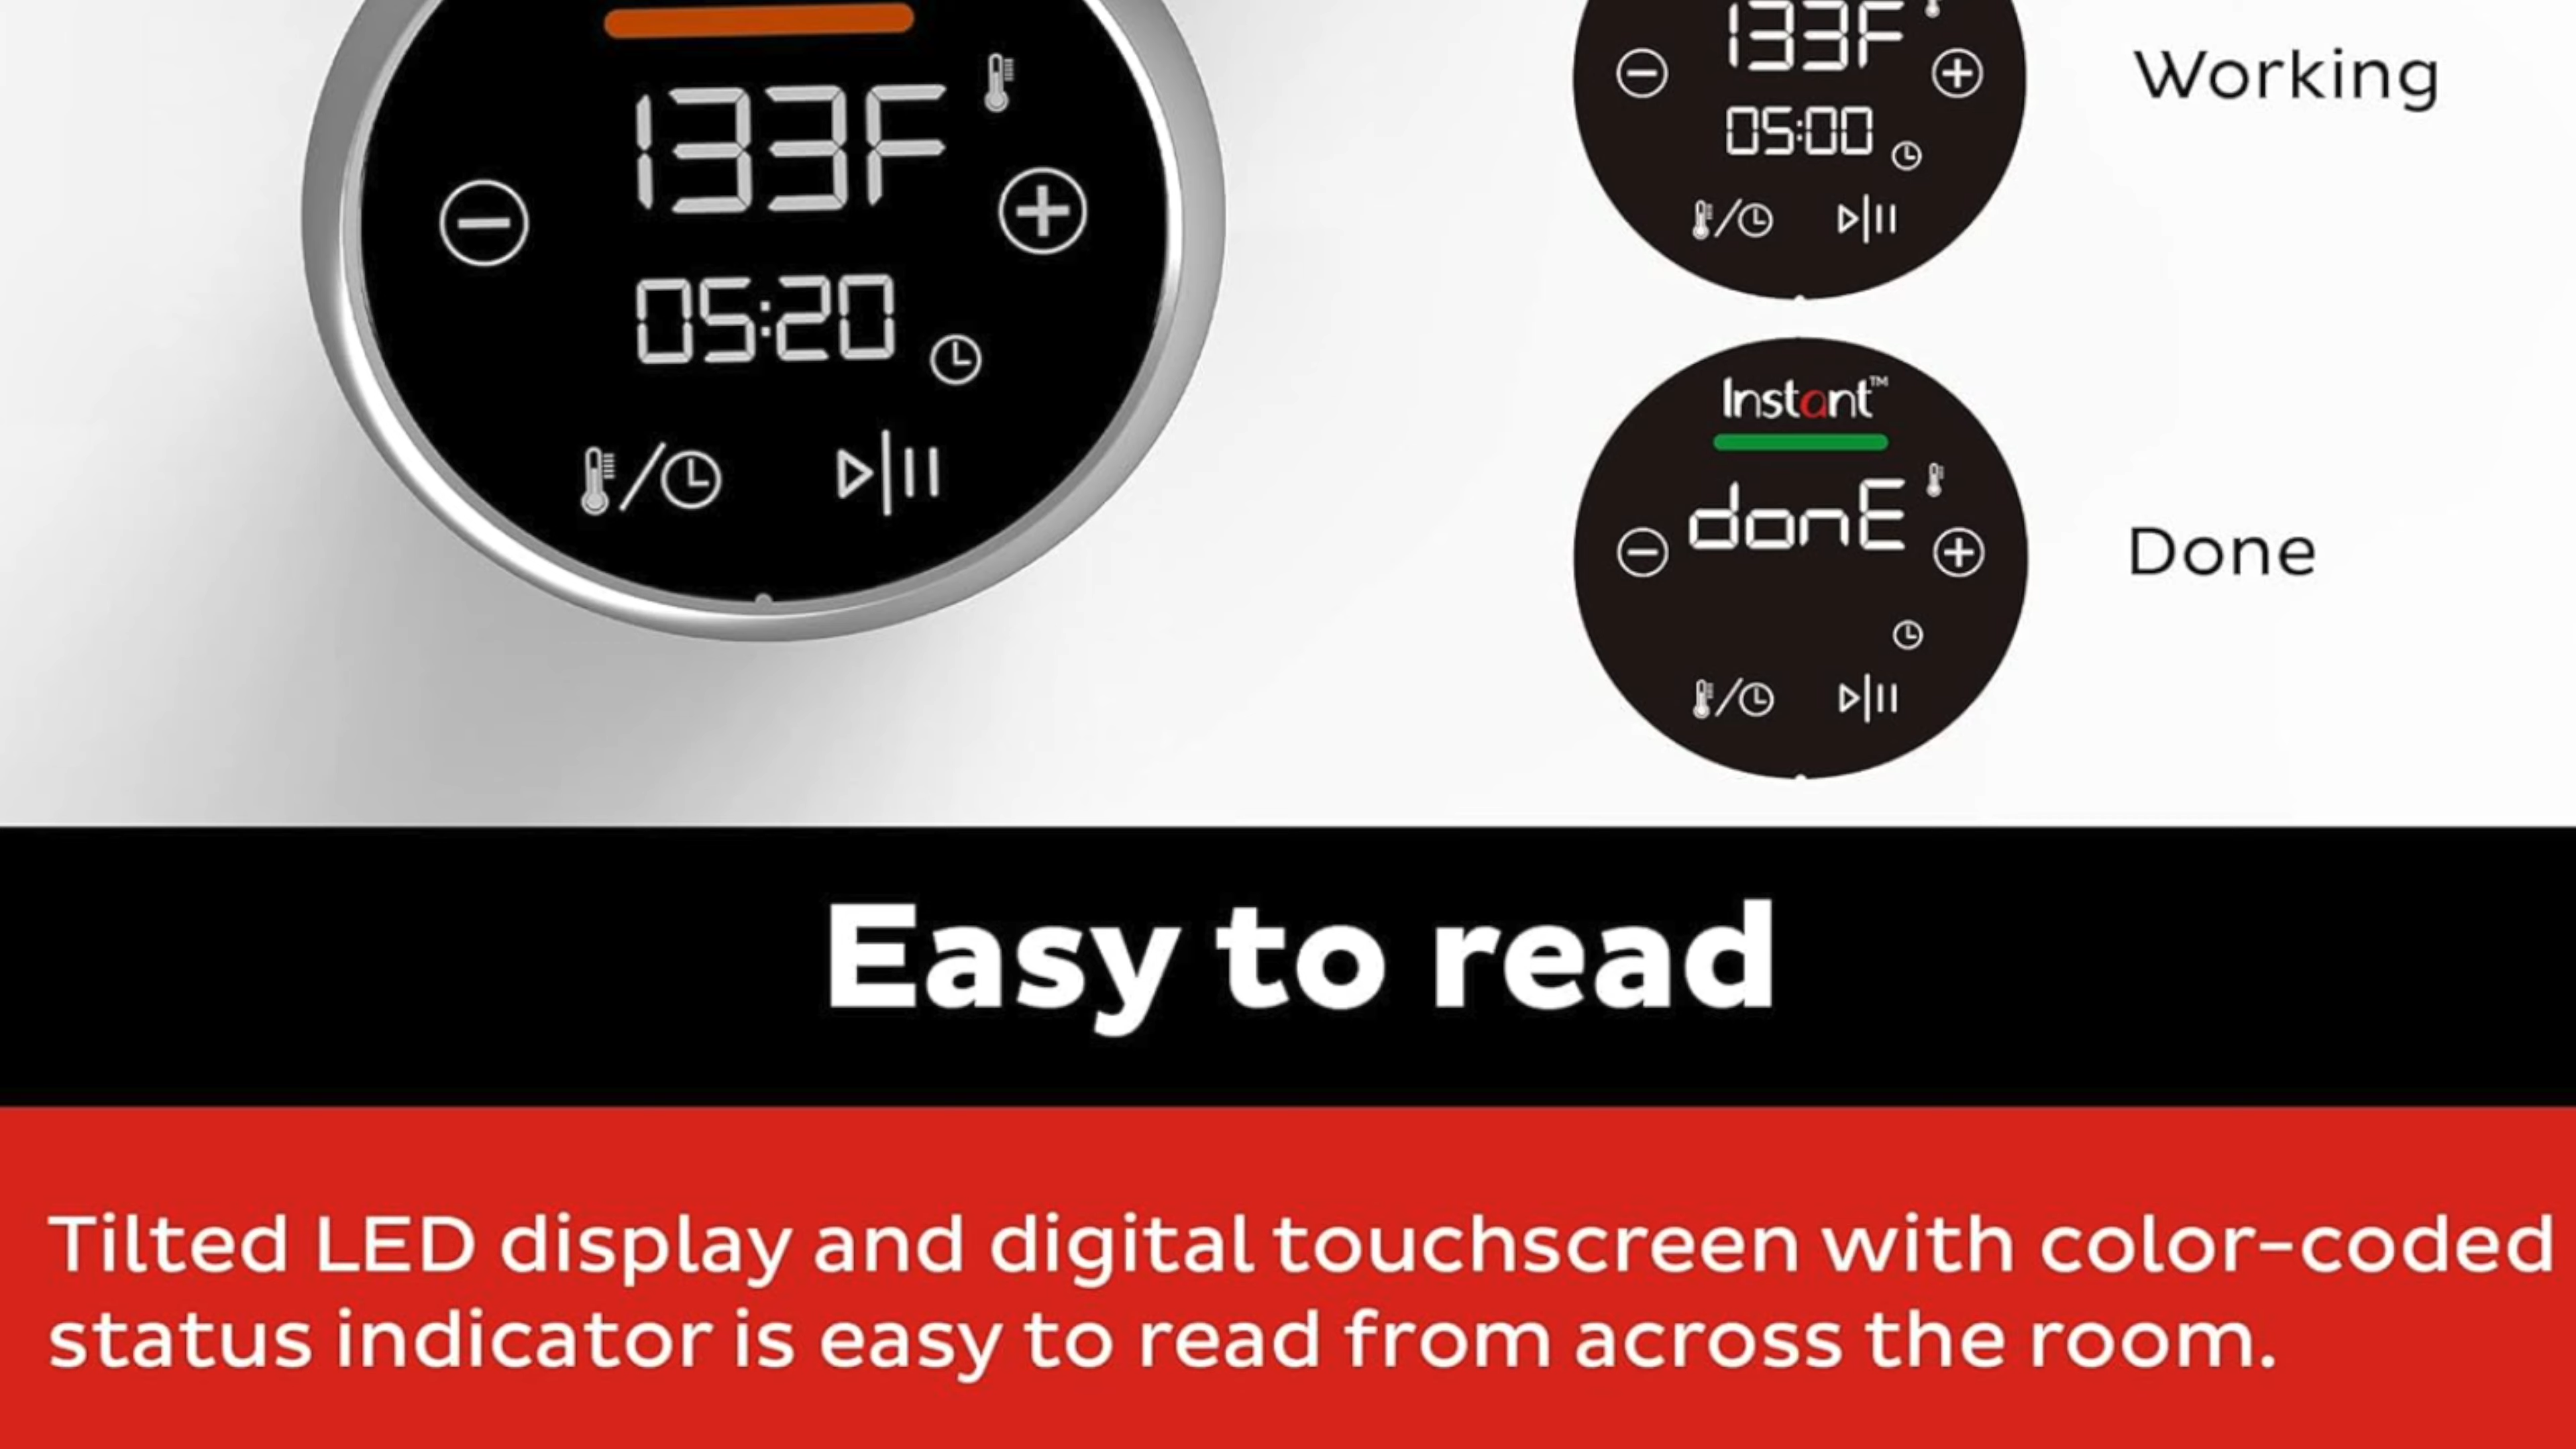 133F
05:20
133F
05:00
Working
Instant™
donE
Done
Easy to read
Tilted LED display and digital touchscreen with color-coded
status indicator is easy to read from across the room.